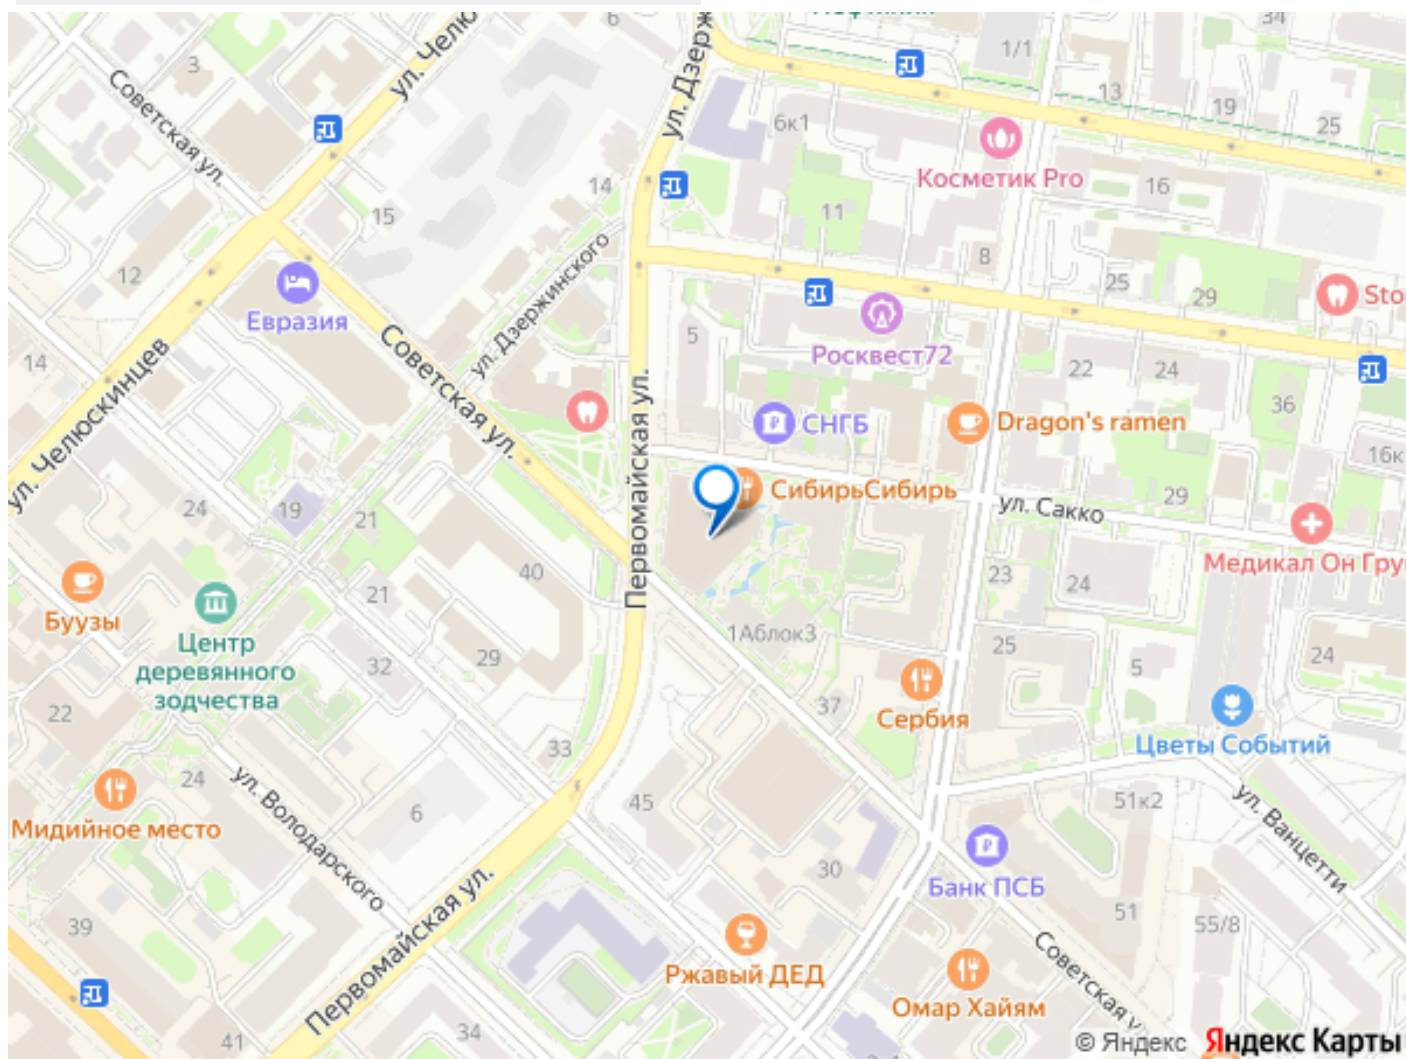 6
34
1/1
3
13
19
25
6к1
ул. Дзерж
ул. Челю
Советская ул.
Косметик Pro
14
16
15
11
8
12
25
29
Sto
Евразия
ул. Дзержинского
5
Росквест72
22
24
14
Советская ул.
36
ул. Челюскинцев
Первомайская ул.
СНГБ
Dragon's ramen
16к
СибирьСибирь
24
19
21
29
ул. Сакко
Медикал Он Гру
40
23
24
Буузы
21
Центр
деревянного
зодчества
1Аблок3
29
32
25
5
24
22
37
Сербия
Цветы Событий
33
24
ул. Володарского
6
45
51к2
ул. Ванцетти
Мидийное место
30
Банк ПСБ
Первомайская ул.
51
55/8
39
Ржавый ДЕД
Советская у
Омар Хайям
34
41
© Яндекс Яндекс Карты